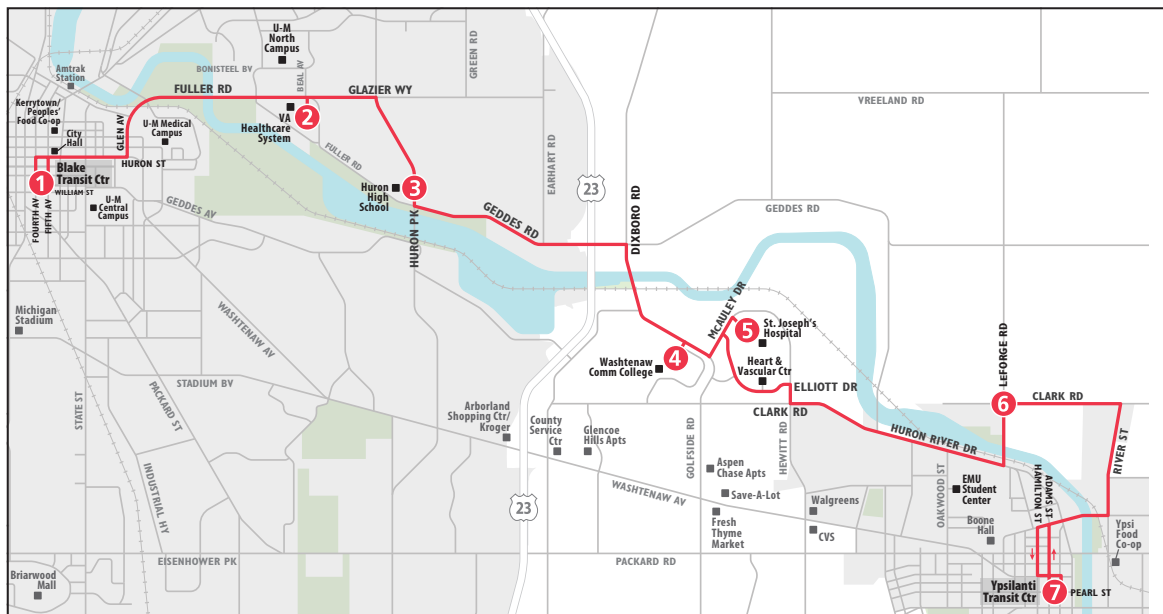 U-M
North
Campus
GREEN RD
Amtrak
Station
BONISTEEL BV
BEAL AV
FULLER RD
GLAZIER WY
VREELAND RD
Kerrytown/
Peoples’
Food Co-op
City
Hall
GLEN AV
U-M Medical
Campus
2
VA
Healthcare
System
FULLER RD
EARHART RD
HURON ST
Blake
Transit Ctr
1
WILLIAM ST
FOURTH AV
FIFTH AV
U-M
Central
Campus
GEDDES AV
Huron
High
School
3
HURON PK
GEDDES RD
23
DIXBORO RD
GEDDES RD
Michigan
Stadium
WASHTENAW AV
STADIUM BV
STATE ST
PACKARD ST
INDUSTRIAL HY
EISENHOWER PK
Briarwood
Mall
MCAULEY DR
5
St. Joseph’s
Hospital
4
Washtenaw
Comm College
Heart &
Vascular Ctr
ELLIOTT DR
CLARK RD
LEFORGE RD
6
CLARK RD
Arborland
Shopping Ctr/
Kroger
County
Service
Ctr
Glencoe
Hills Apts
GOLFSIDE RD
HEWITT RD
HURON RIVER DR
RIVER ST
Aspen
Chase Apts
Save-A-Lot
WASHTENAW AV
Fresh
Thyme
Market
Walgreens
CVS
23
PACKARD RD
OAKWOOD ST
EMU
Student
Center
HAMILTON ST
ADAMS ST
Boone
Hall
Ypsi
Food
Co-op
Ypsilanti
Transit Ctr
7
PEARL ST